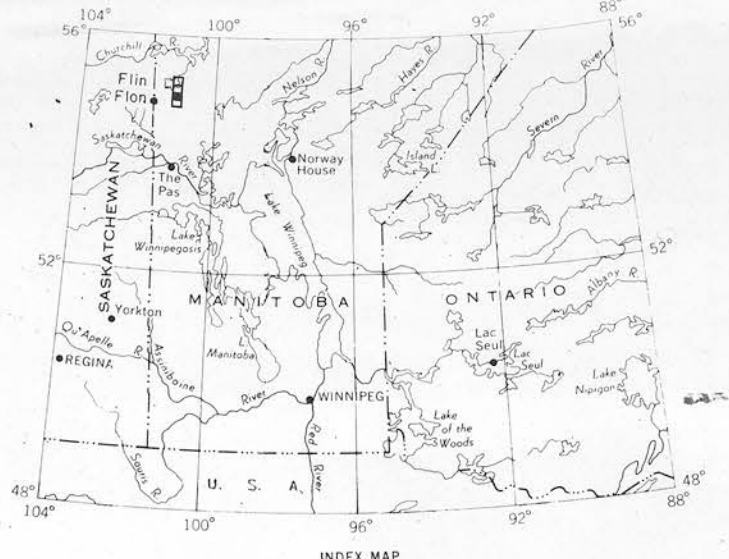 104°
100°
96°
92°
88°
56°
56°
Churchill R.
Nelson R.
Hayes R.
River
Severn
Flin
Flon
Saskatchewan
River
The
Pas
Norway
House
Island
L.
SASKATCHEWAN
Lake
Winnipegosis
Lake Winnipeg
52°
52°
MANITOBA
ONTARIO
Albany R.
Yorkton
Qu'Apelle
R.
Assiniboine
River
L.
Manitoba
Lac
Seul
Lac
Seul
Lake
Nipigon
REGINA
WINNIPEG
Lake
of the
Woods
Red
River
Souris R.
U. S. A.
48°
48°
104°
100°
96°
92°
88°
INDEX MAP